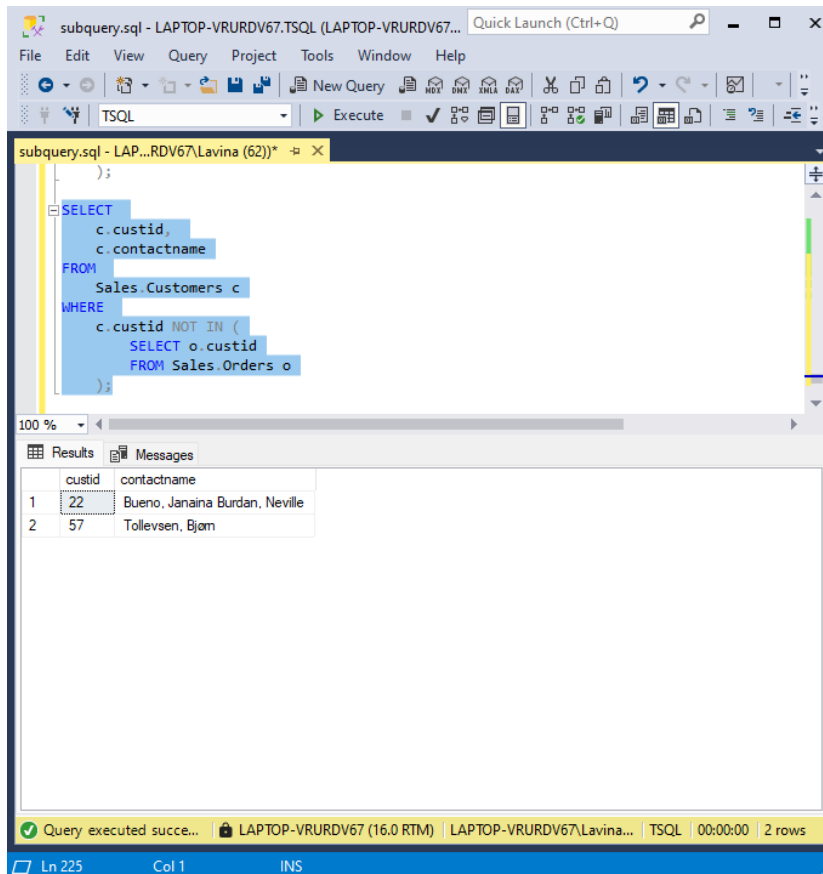 subquery.sql - LAPTOP-VRURDV67.TSQL (LAPTOP-VRURDV67... Quick Launch (Ctrl+Q)
File Edit View Query Project Tools Window Help
New Query MDX DMX XMLA DAX
TSQL Execute
subquery.sql - LAP...RDV67\Lavina (62))*
);
SELECT
c.custid,
c.contactname
FROM
Sales.Customers c
WHERE
c.custid NOT IN (
SELECT o.custid
FROM Sales.Orders o
);
100 %
Results Messages
custid contactname
1 22 Bueno, Janaina Burdan, Neville
2 57 Tollevsen, Bjørn
Query executed succe... LAPTOP-VRURDV67 (16.0 RTM) LAPTOP-VRURDV67\Lavina... TSQL 00:00:00 2 rows
Ln 225 Col 1 INS